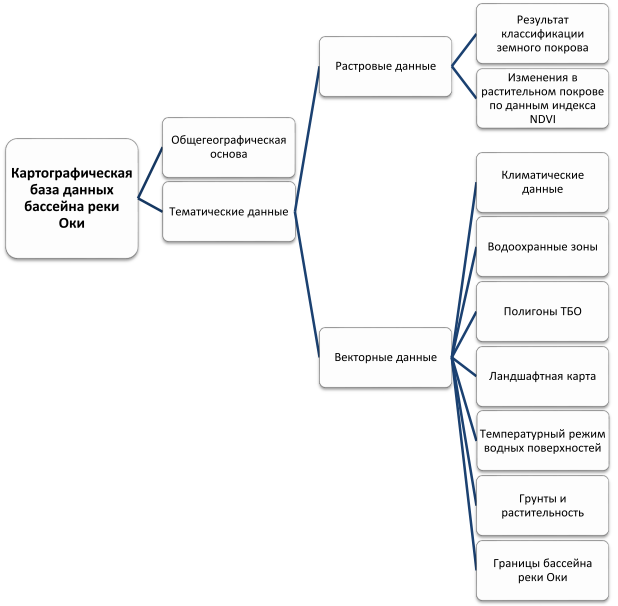 Картографическая
база данных
бассейна реки
Оки
Общегеографическая
основа
Тематические данные
Растровые данные
Результат
классификации
земного покрова
Изменения в
растительном покрове
по данным индекса
NDVI
Векторные данные
Климатические
данные
Водоохранные зоны
Полигоны ТБО
Ландшафтная карта
Температурный режим
водных поверхностей
Грунты и
растительность
Границы бассейна
реки Оки